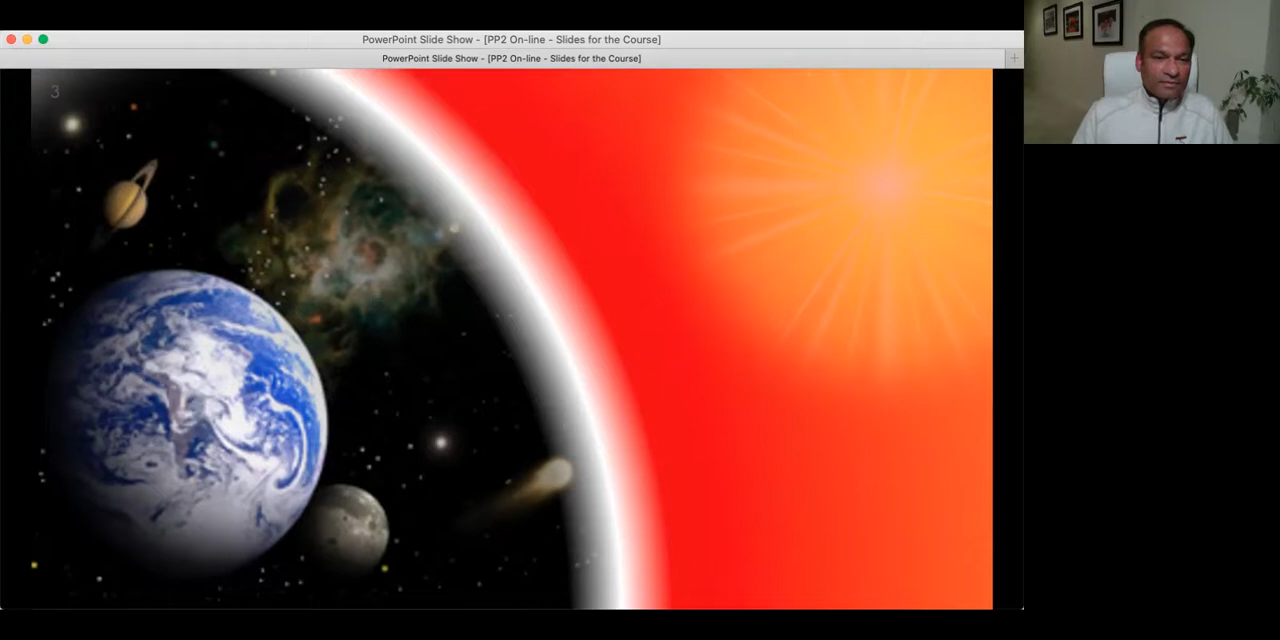 PowerPoint Slide Show - [PP2 On-line - Slides for the Course]
PowerPoint Slide Show - [PP2 On-line - Slides for the Course]
3